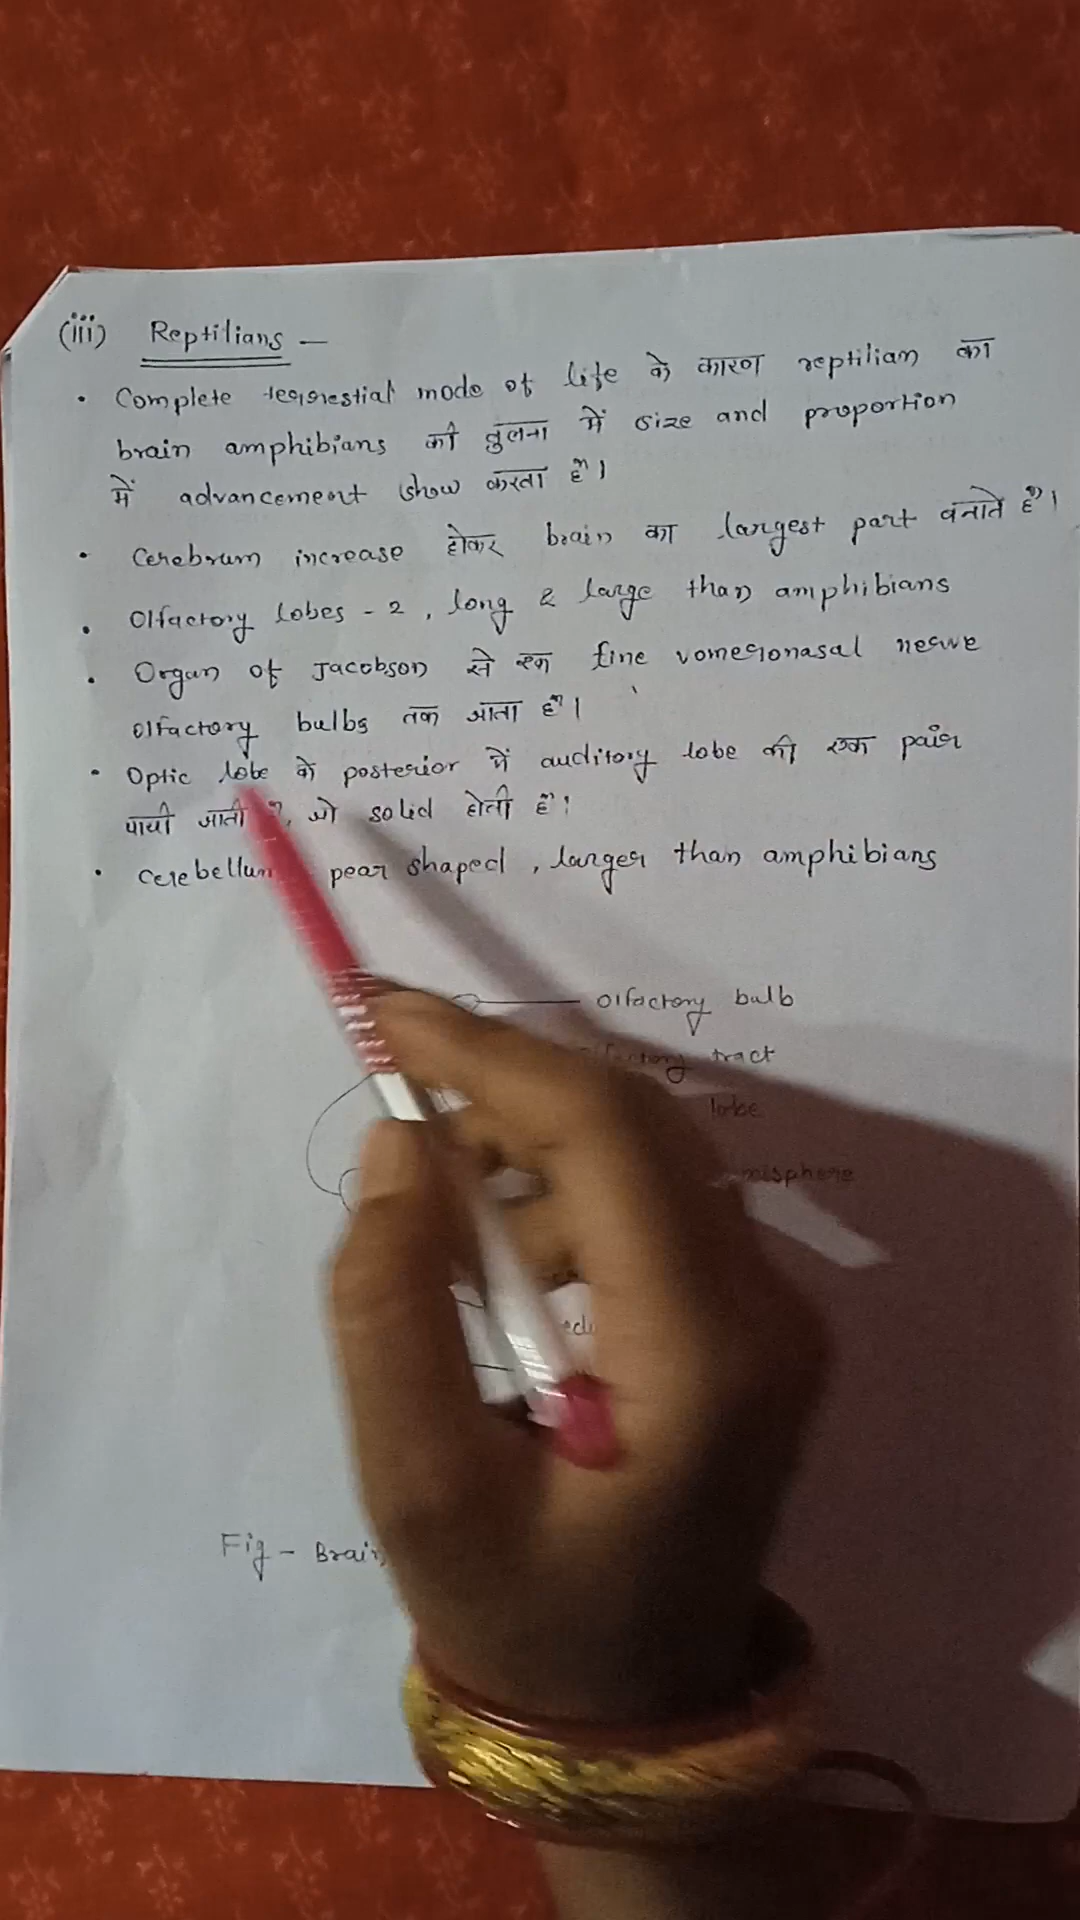 (iii) Reptilians —
• Complete terrestial mode of life के कारण reptilian का
brain amphibians की तुलना में size and proportion
में advancement show करता है।
• Cerebrum increase होकर brain का largest part बनाते है।
• Olfactory lobes - 2, long & large than amphibians
• Organ of Jacobson से एक fine vomeronasal nerve
olfactory bulbs तक आता है।
• Optic lobe के posterior में auditory lobe की एक pair
पायी जाती है, जो solid होती है।
• Cerebellum pear shaped, larger than amphibians
olfactory bulb
olfactory tract
lobe
Fig - Brain